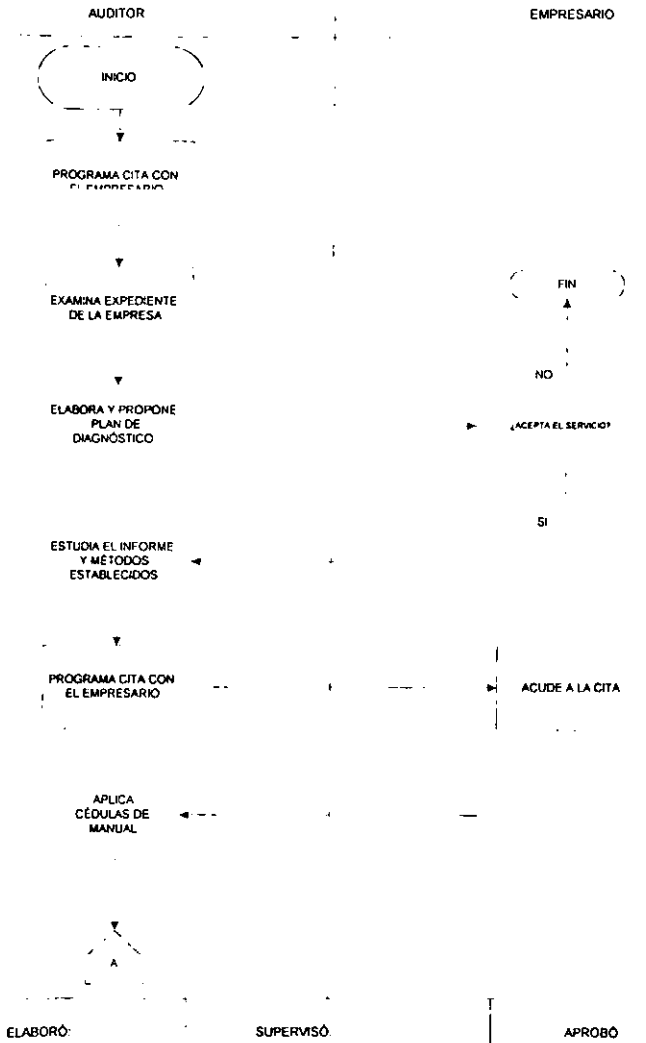 AUDITOR EMPRESARIO
INICIO
PROGRAMA CITA CON
EL EMPRESARIO
EXAMINA EXPEDIENTE
DE LA EMPRESA
FIN
NO
ELABORA Y PROPONE
PLAN DE
DIAGNÓSTICO
¿ACEPTA EL SERVICIO?
SI
ESTUDIA EL INFORME
Y MÉTODOS
ESTABLECIDOS
PROGRAMA CITA CON
EL EMPRESARIO
ACUDE A LA CITA
APLICA
CÉDULAS DE
MANUAL
A
ELABORÓ: SUPERVISÓ: APROBÓ